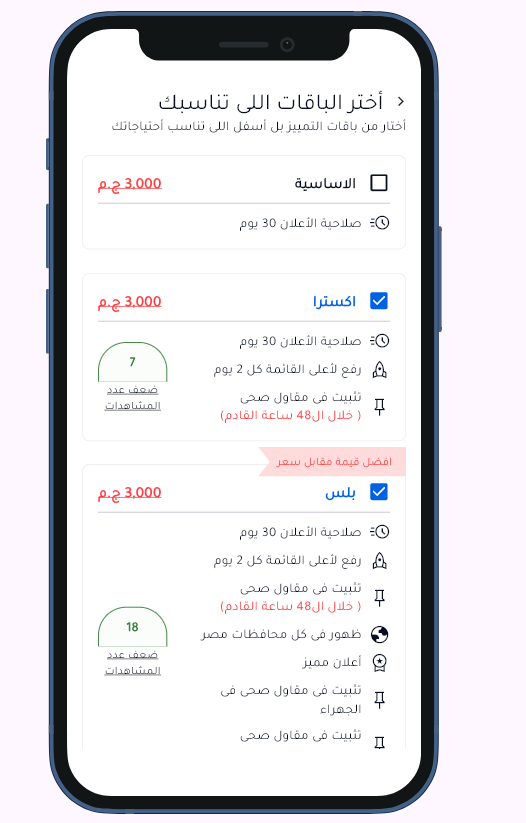 أختر الباقات اللى تناسبك
أختار من باقات التمييز بل أسفل اللى تناسب أحتياجاتك
الاساسية
3,000 ج.م
صلاحية الأعلان 30 يوم
اكسترا
3,000 ج.م
صلاحية الأعلان 30 يوم
رفع لأعلى القائمة كل 2 يوم
تثبيت فى مقاول صحى
( خلال ال48 ساعة القادم)
7
ضعف عدد
المشاهدات
افضل قيمة مقابل سعر
بلس
3,000 ج.م
صلاحية الأعلان 30 يوم
رفع لأعلى القائمة كل 2 يوم
تثبيت فى مقاول صحى
( خلال ال48 ساعة القادم)
ظهور فى كل محافظات مصر
أعلان مميز
تثبيت فى مقاول صحى فى
الجهراء
تثبيت فى مقاول صحى
18
ضعف عدد
المشاهدات